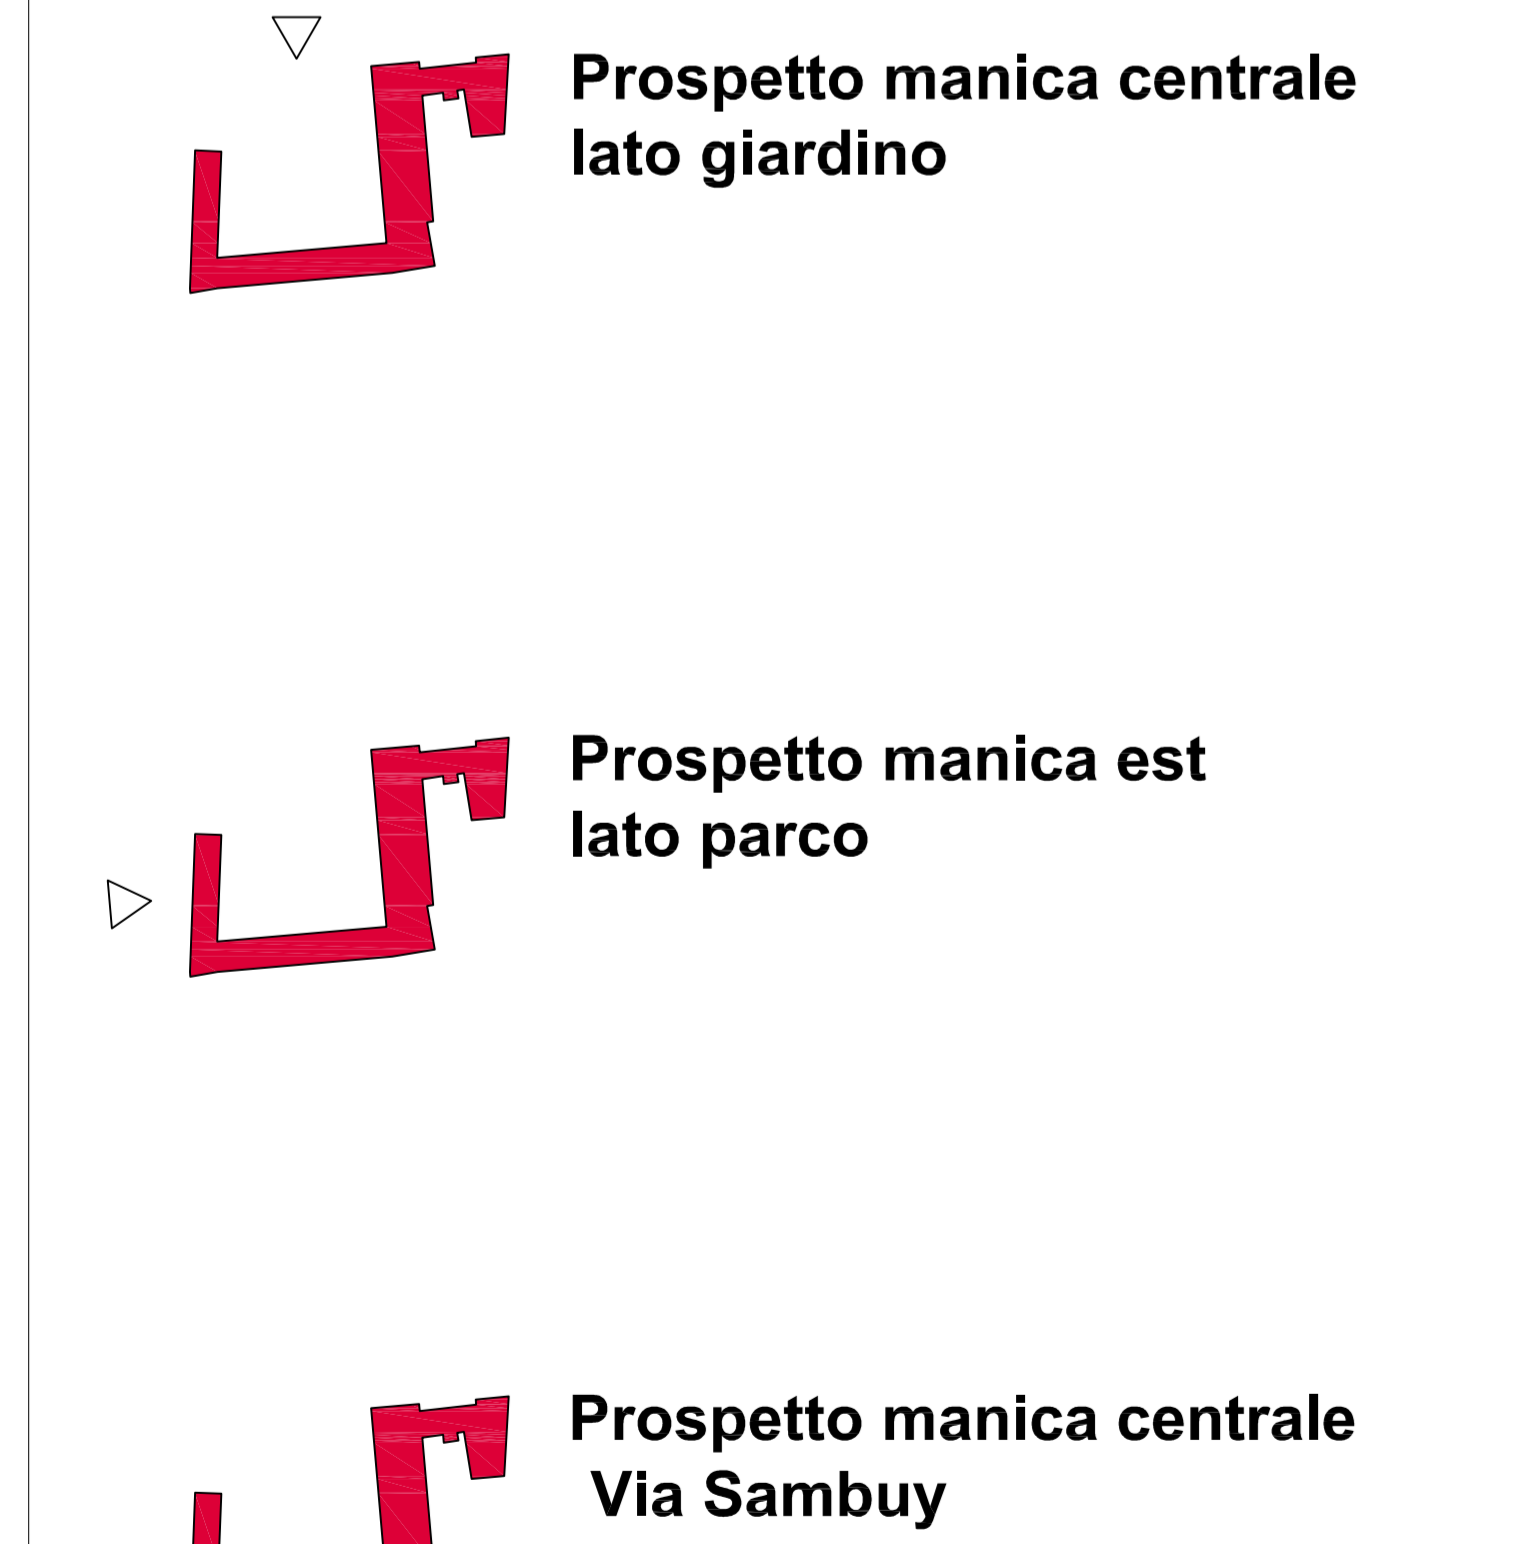 Prospetto manica centrale
lato giardino
Prospetto manica est
lato parco
Prospetto manica centrale
Via Sambuy